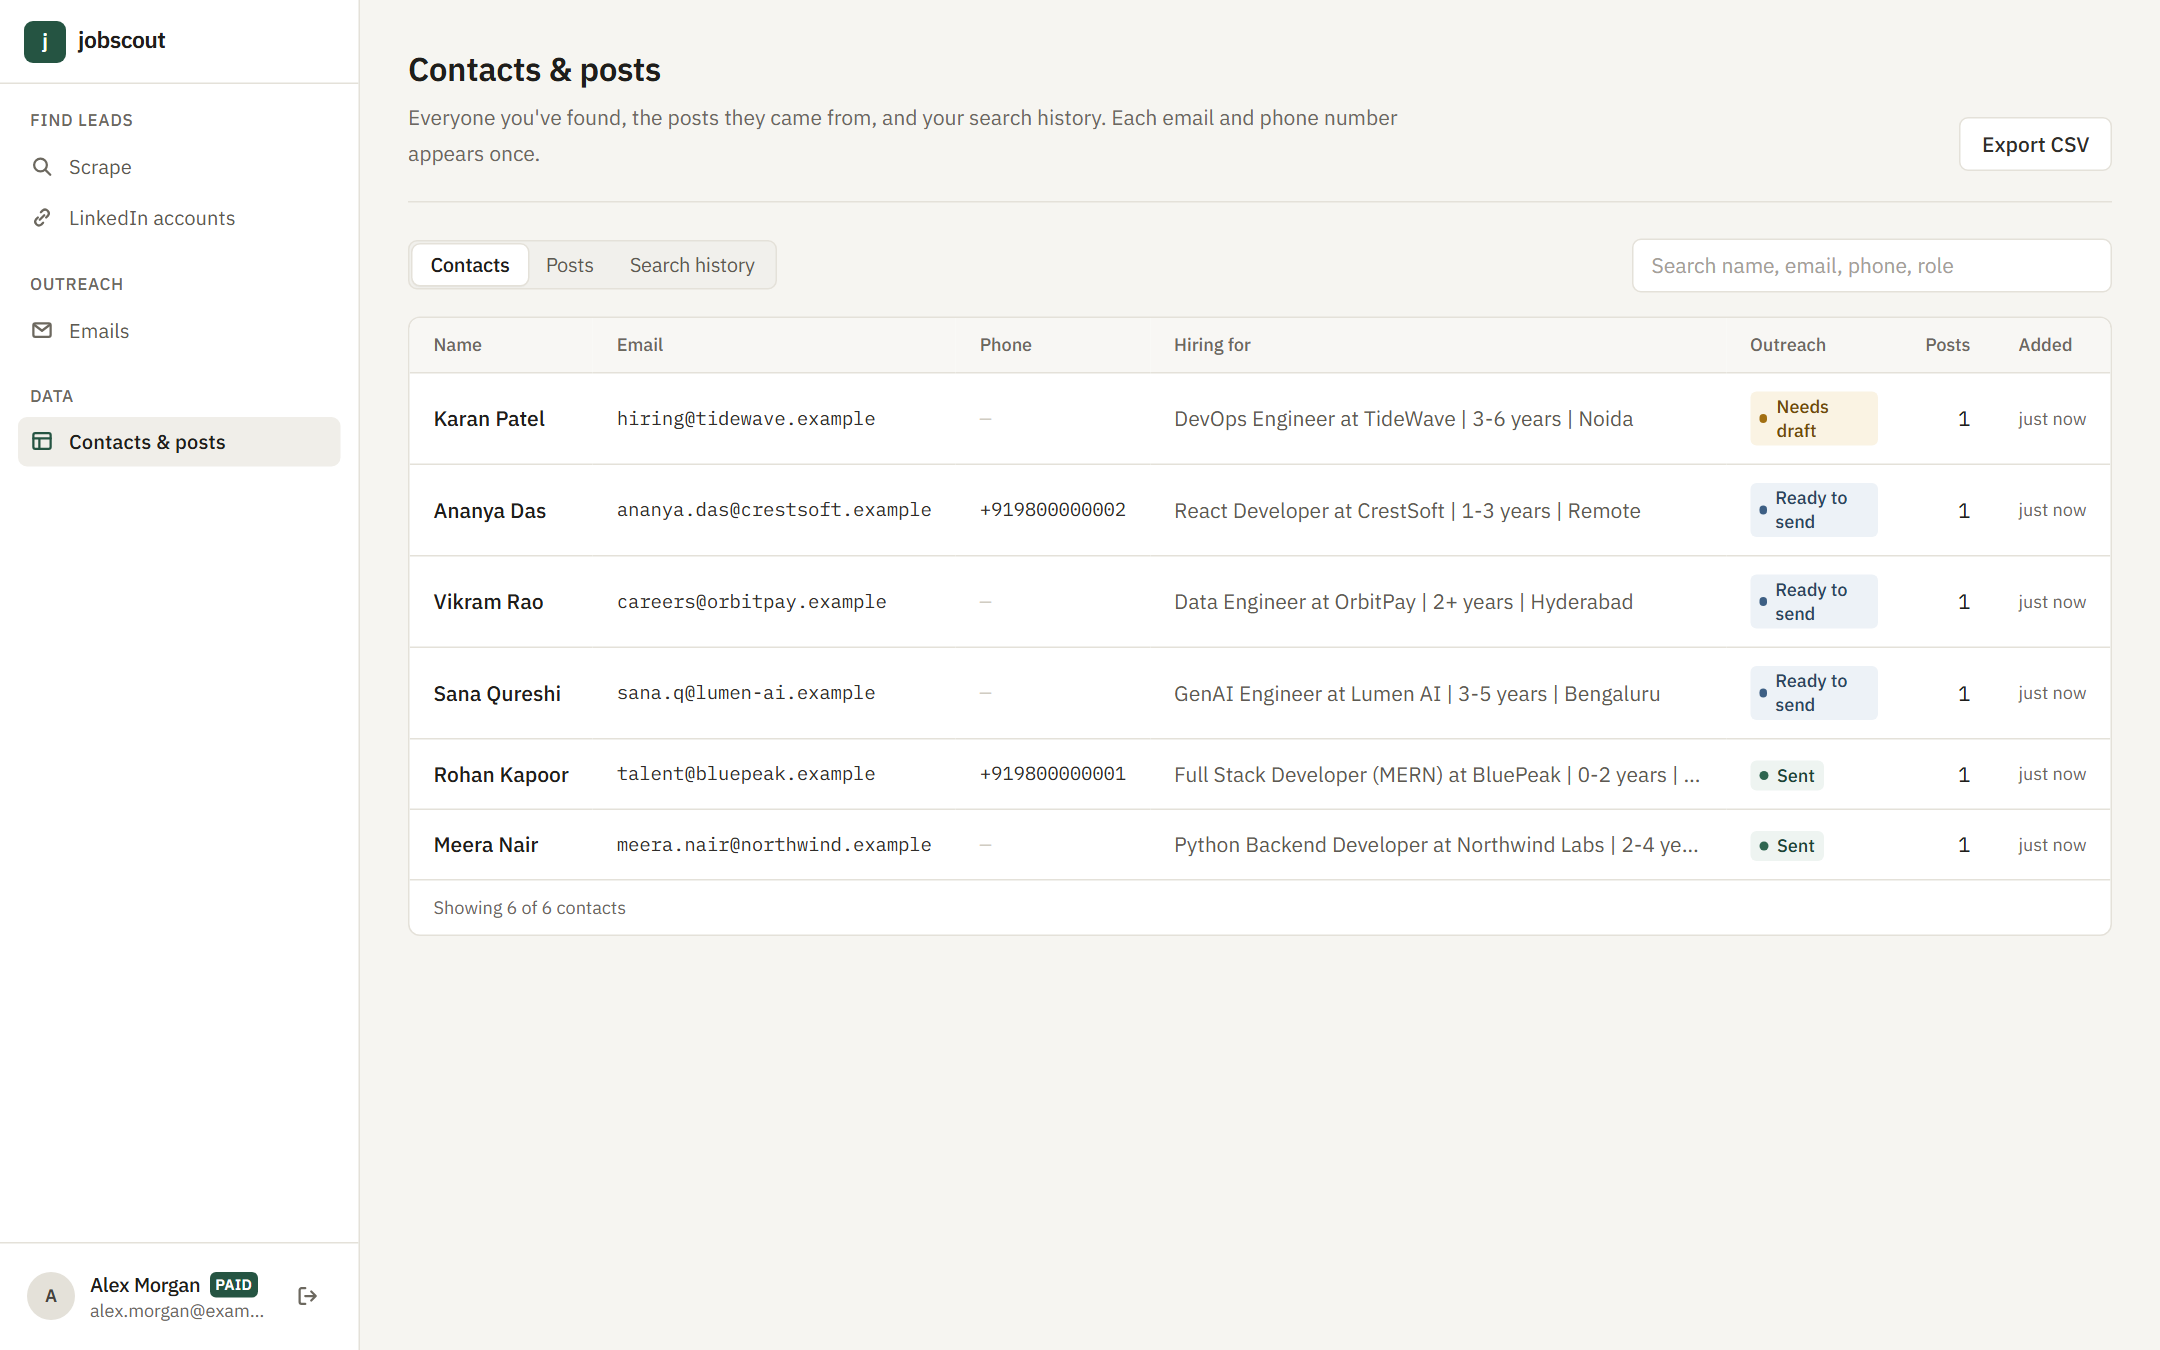 j jobscout
FIND LEADS
Scrape
LinkedIn accounts
OUTREACH
Emails
DATA
Contacts & posts
Alex Morgan PAID
A
alex.morgan@exam...
Contacts & posts
Everyone you've found, the posts they came from, and your search history. Each email and phone number
appears once.
Export CSV
Contacts Posts Search history
Search name, email, phone, role
Name Email Phone Hiring for Outreach Posts Added
Karan Patel hiring@tidewave.example – DevOps Engineer at TideWave | 3-6 years | Noida Needs draft 1 just now
Ananya Das ananya.das@crestsoft.example +919800000002 React Developer at CrestSoft | 1-3 years | Remote Ready to send 1 just now
Vikram Rao careers@orbitpay.example – Data Engineer at OrbitPay | 2+ years | Hyderabad Ready to send 1 just now
Sana Qureshi sana.q@lumen-ai.example – GenAI Engineer at Lumen AI | 3-5 years | Bengaluru Ready to send 1 just now
Rohan Kapoor talent@bluepeak.example +919800000001 Full Stack Developer (MERN) at BluePeak | 0-2 years | ... Sent 1 just now
Meera Nair meera.nair@northwind.example – Python Backend Developer at Northwind Labs | 2-4 ye... Sent 1 just now
Showing 6 of 6 contacts